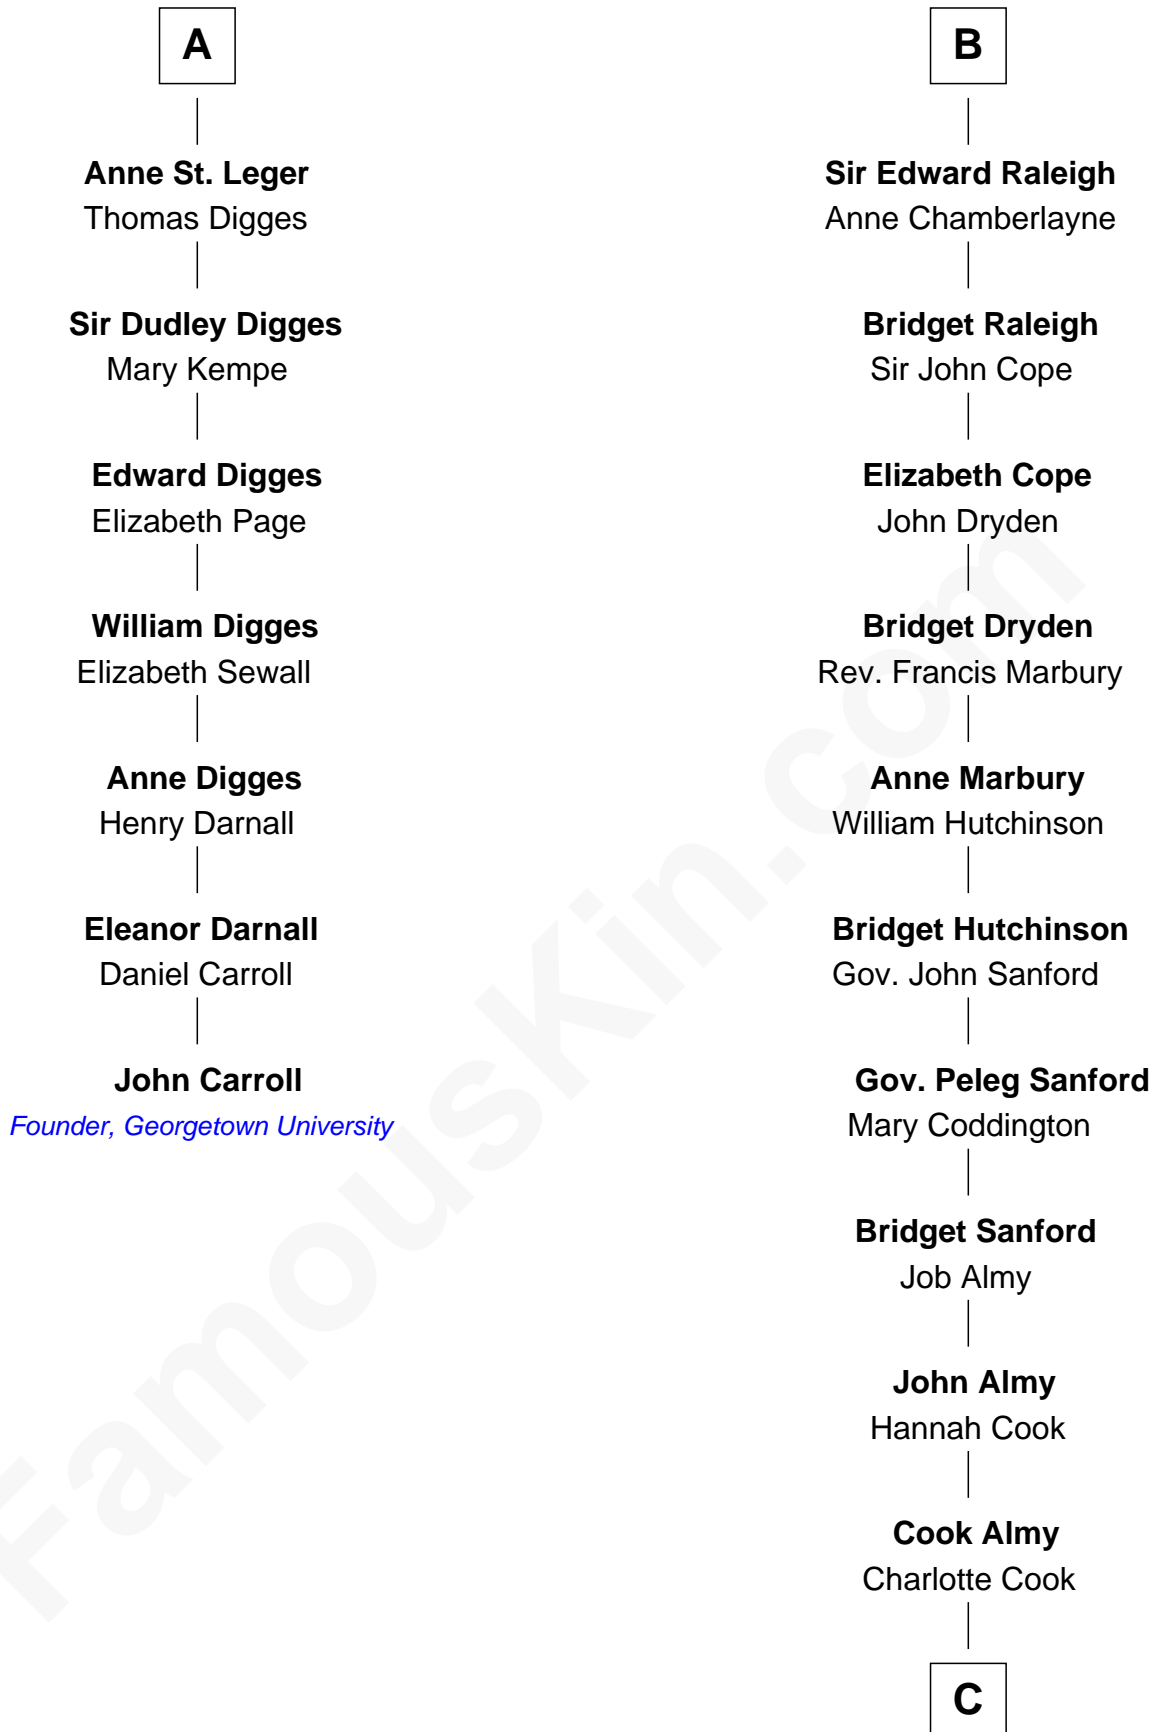 A
Anne St. Leger
Thomas Digges
Sir Dudley Digges
Mary Kempe
Edward Digges
Elizabeth Page
William Digges
Elizabeth Sewall
Anne Digges
Henry Darnall
Eleanor Darnall
Daniel Carroll
John Carroll
Founder, Georgetown University
B
Sir Edward Raleigh
Anne Chamberlayne
Bridget Raleigh
Sir John Cope
Elizabeth Cope
John Dryden
Bridget Dryden
Rev. Francis Marbury
Anne Marbury
William Hutchinson
Bridget Hutchinson
Gov. John Sanford
Gov. Peleg Sanford
Mary Coddington
Bridget Sanford
Job Almy
John Almy
Hannah Cook
Cook Almy
Charlotte Cook
C
FamousKin.com